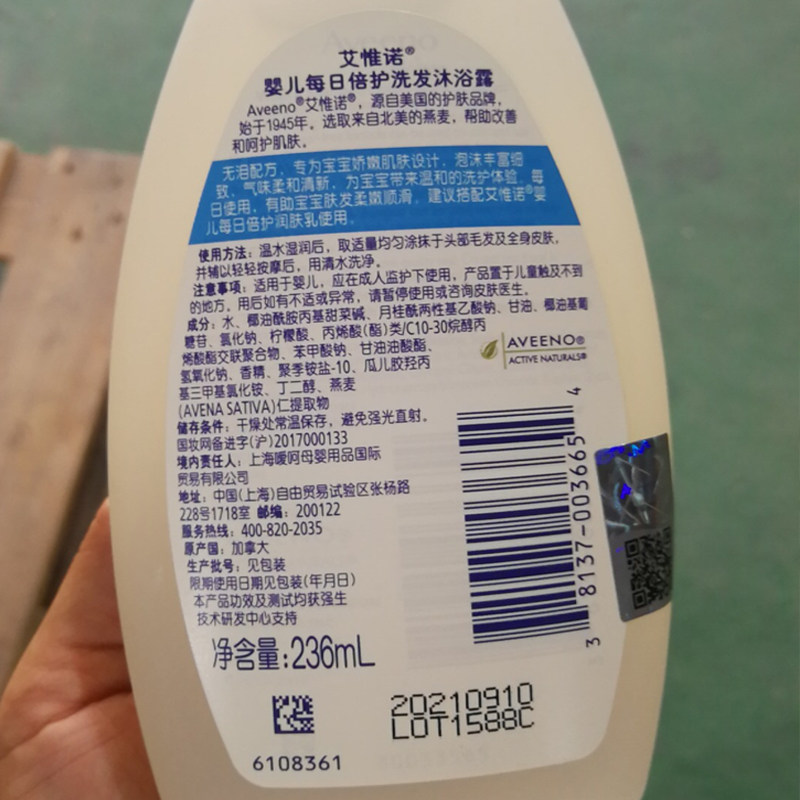 艾惟诺®
婴儿每日倍护洗发沐浴露
Aveeno®艾惟诺®，源自美国的护肤品牌，
始于1945年。选取来自北美的燕麦，帮助改善
和呵护肌肤。
无泪配方，专为宝宝娇嫩肌肤设计，泡沫丰富细
致，气味柔和清新，为宝宝带来温和的洗护体验。每
日使用，有助宝宝肤发柔嫩顺滑，建议搭配艾惟诺®婴
儿每日倍护润肤乳使用。
使用方法：温水湿润后，取适量均匀涂抹于头部毛发及全身皮肤，
并辅以轻轻按摩后，用清水洗净。
注意事项：适用于婴儿，应在成人监护下使用，产品置于儿童触及不到
的地方。用后如有不适或异常，请暂停使用或咨询皮肤医生。
成分：水、椰油酰胺丙基甜菜碱、月桂酰两性基乙酸钠、甘油、椰油基葡
糖苷、氯化钠、柠檬酸、丙烯酸(酯)类/C10-30烷醇丙
烯酸酯交联聚合物、苯甲酸钠、甘油油酸酯、
氢氧化钠、香精、聚季铵盐-10、瓜儿胶羟丙
基三甲基氯化铵、丁二醇、燕麦
(AVENA SATIVA)仁提取物
储存条件：干燥处常温保存，避免强光直射。
国妆网备进字(沪)2017000133
境内责任人：上海嗳呵母婴用品国际
贸易有限公司
地址：中国(上海)自由贸易试验区张杨路
228号1718室 邮编：200122
服务热线：400-820-2035
原产国：加拿大
生产批号：见包装
限期使用日期见包装(年月日)
本产品功效及测试均获强生
技术研发中心支持
净含量:236mL
AVEENO®
ACTIVE NATURALS®
3 8137-003665 4
20210910
LOT1588C
6108361